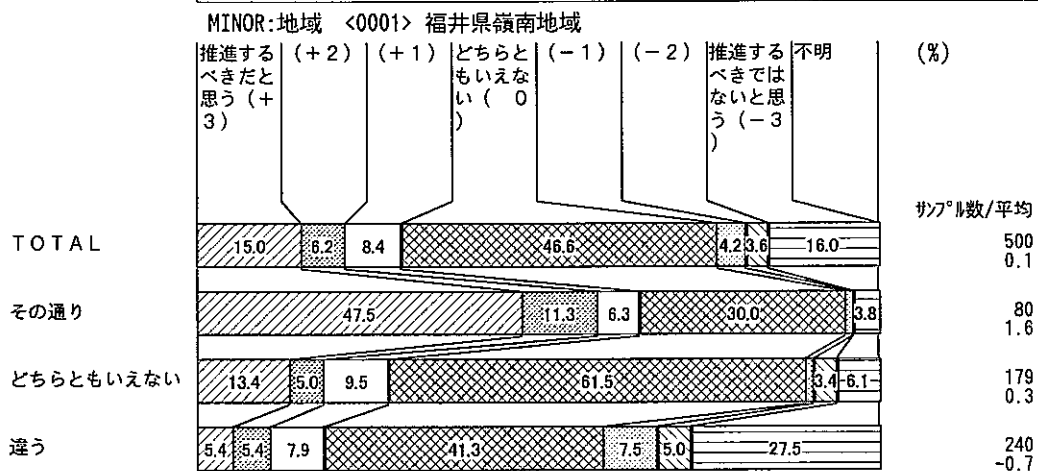 MINOR:地域 <0001> 福井県嶺南地域
推進するべきだと思う(+3)
(+2)
(+1)
どちらともいえない( 0)
(-1)
(-2)
推進するべきではないと思う(-3)
不明
(%)
サンプル数/平均
TOTAL 15.0 6.2 8.4 46.6 4.2 3.6 16.0 500
0.1
その通り 47.5 11.3 6.3 30.0 3.8 80
1.6
どちらともいえない 13.4 5.0 9.5 61.5 3.4 6.1 179
0.3
違う 5.4 5.4 7.9 41.3 7.5 5.0 27.5 240
-0.7